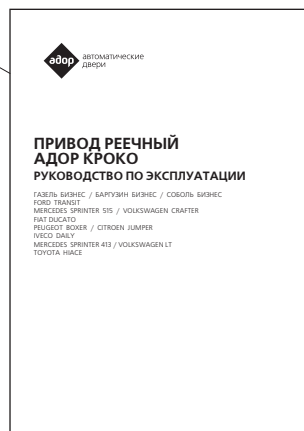 адор
автоматические
двери
ПРИВОД РЕЕЧНЫЙ
АДОР КРОКО
РУКОВОДСТВО ПО ЭКСПЛУАТАЦИИ
ГАЗЕЛЬ БИЗНЕС / БАРГУЗИН БИЗНЕС / СОБОЛЬ БИЗНЕС
FORD TRANSIT
MERCEDES SPRINTER 515 / VOLKSWAGEN CRAFTER
FIAT DUCATO
PEUGEOT BOXER / CITROEN JUMPER
IVECO DAILY
MERCEDES SPRINTER 413 / VOLKSWAGEN LT
TOYOTA HIACE